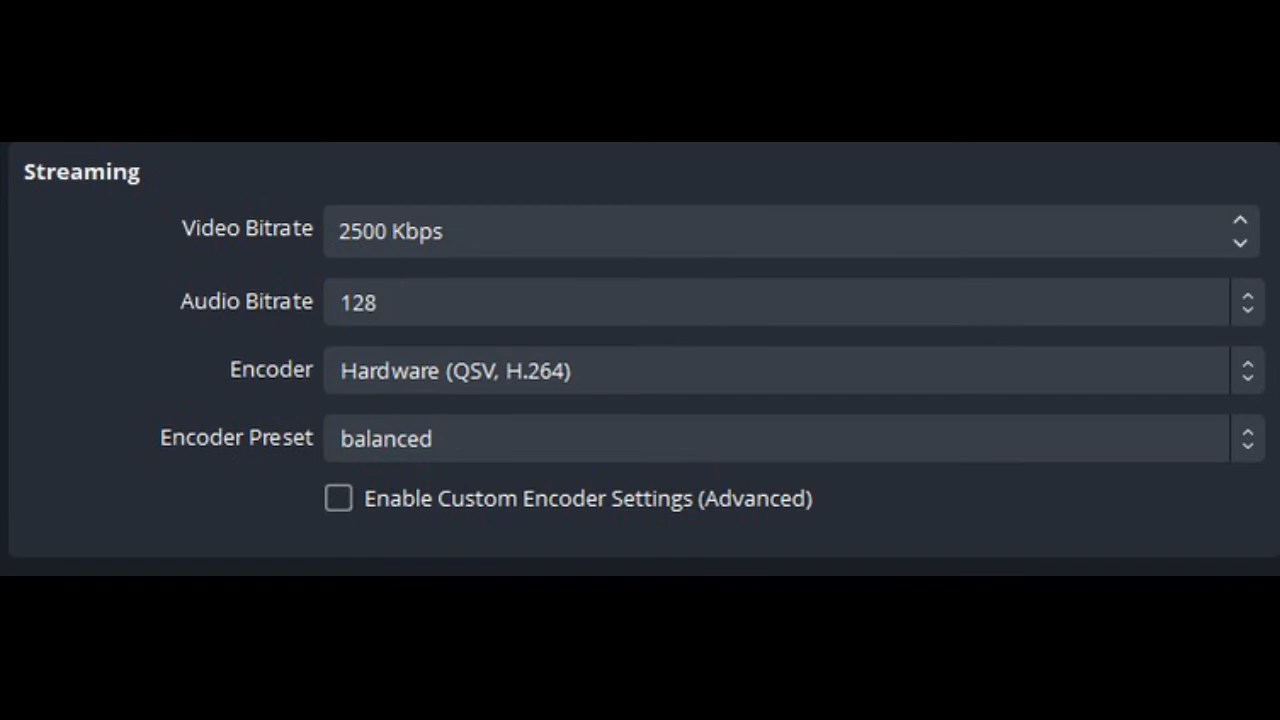 Streaming
Video Bitrate 2500 Kbps
Audio Bitrate 128
Encoder Hardware (QSV, H.264)
Encoder Preset balanced
Enable Custom Encoder Settings (Advanced)